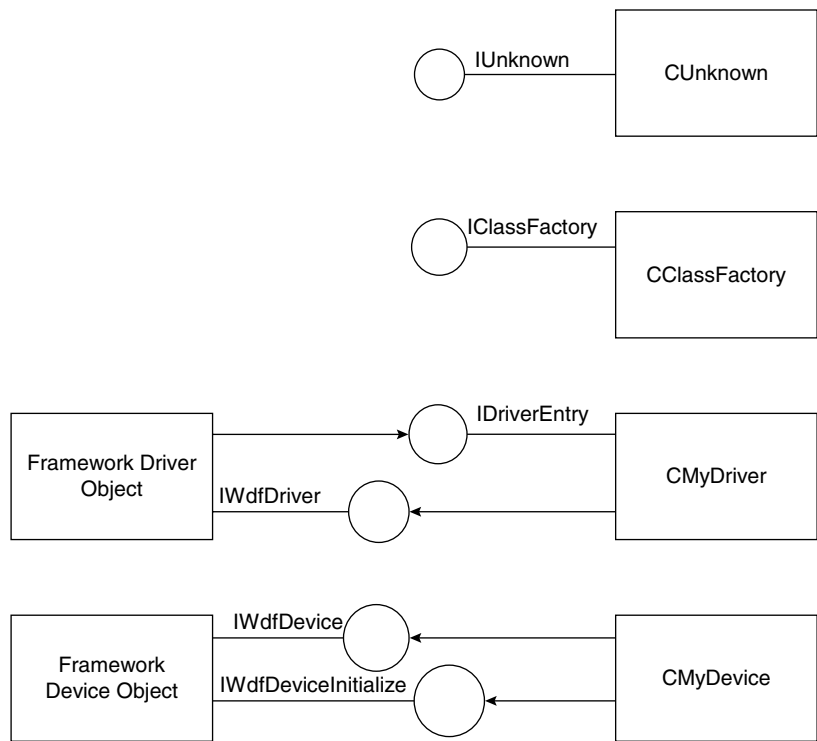 IUnknown
CUnknown
IClassFactory
CClassFactory
IDriverEntry
Framework Driver
Object
IWdfDriver
CMyDriver
IWdfDevice
Framework
Device Object
IWdfDeviceInitialize
CMyDevice